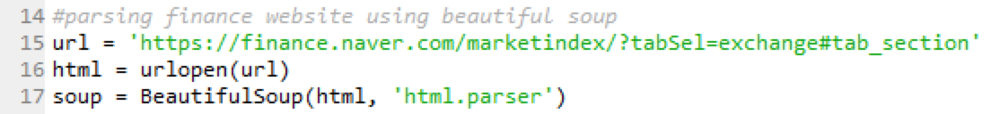 14 #parsing finance website using beautiful soup
15 url = 'https://finance.naver.com/marketindex/?tabSel=exchange#tab_section'
16 html = urlopen(url)
17 soup = BeautifulSoup(html, 'html.parser')